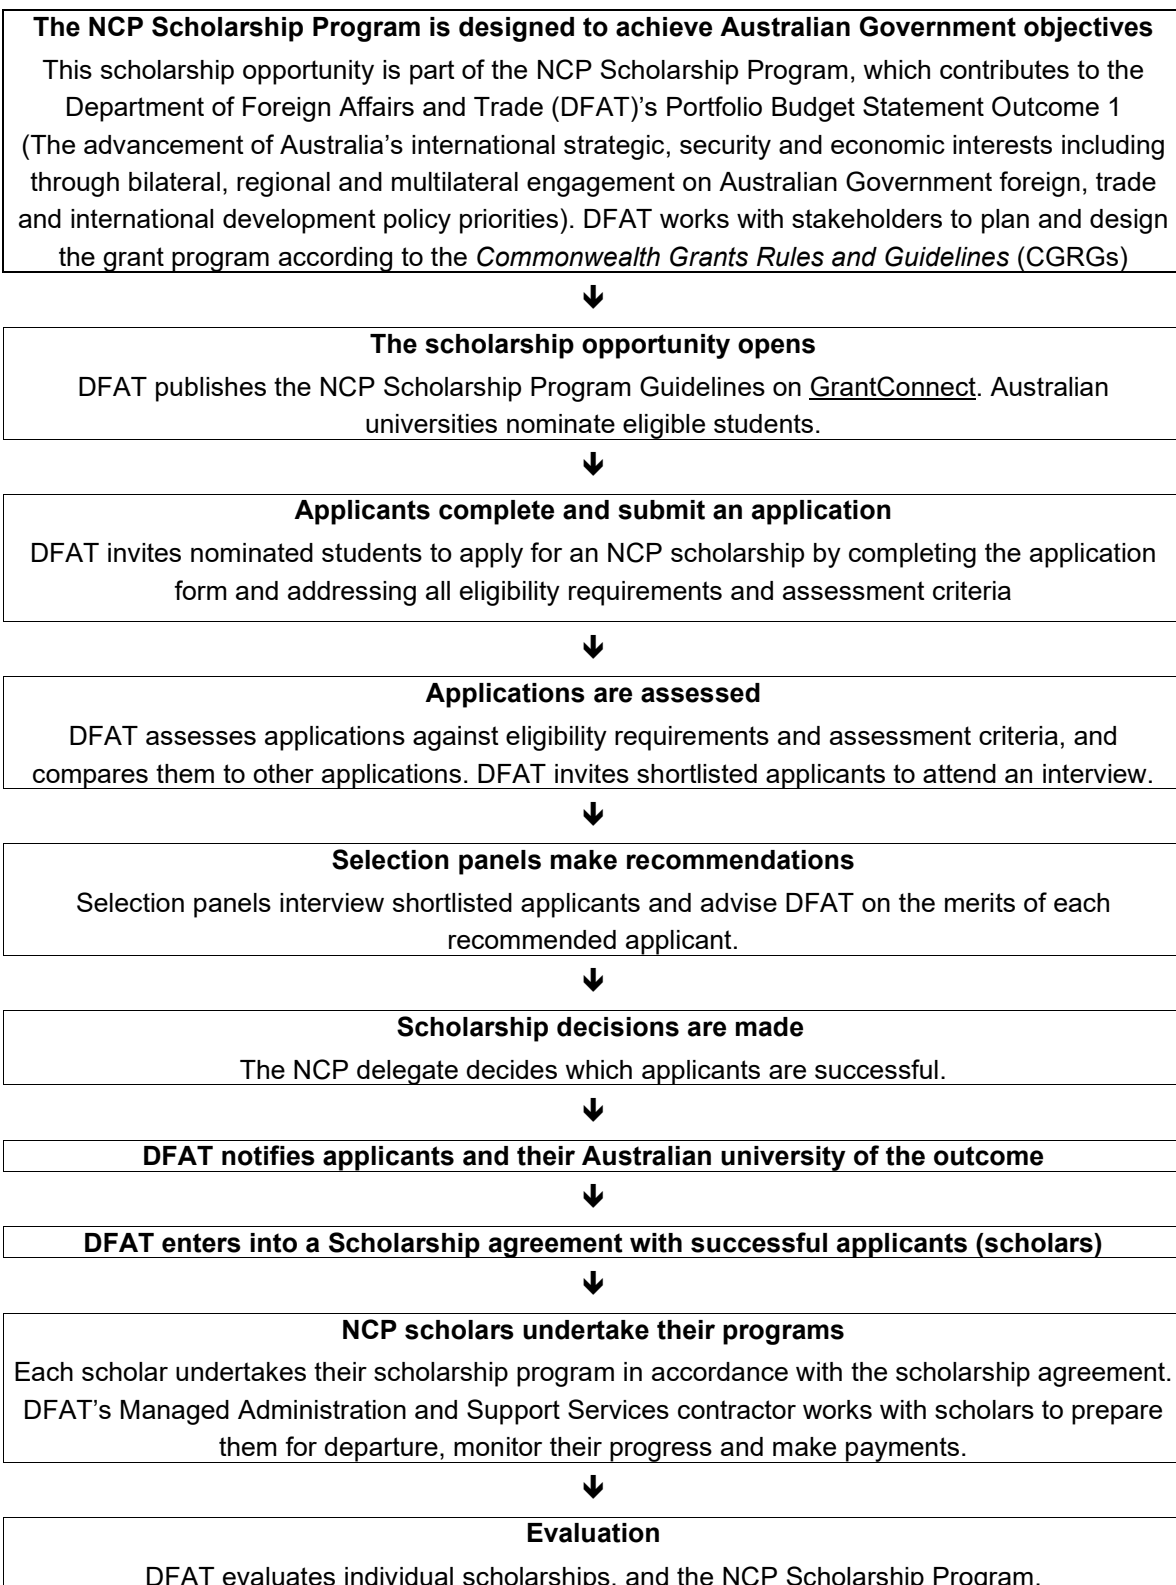 The NCP Scholarship Program is designed to achieve Australian Government objectives
This scholarship opportunity is part of the NCP Scholarship Program, which contributes to the
Department of Foreign Affairs and Trade (DFAT)’s Portfolio Budget Statement Outcome 1
(The advancement of Australia’s international strategic, security and economic interests including
through bilateral, regional and multilateral engagement on Australian Government foreign, trade
and international development policy priorities). DFAT works with stakeholders to plan and design
the grant program according to the Commonwealth Grants Rules and Guidelines (CGRGs)
The scholarship opportunity opens
DFAT publishes the NCP Scholarship Program Guidelines on GrantConnect. Australian
universities nominate eligible students.
Applicants complete and submit an application
DFAT invites nominated students to apply for an NCP scholarship by completing the application
form and addressing all eligibility requirements and assessment criteria
Applications are assessed
DFAT assesses applications against eligibility requirements and assessment criteria, and
compares them to other applications. DFAT invites shortlisted applicants to attend an interview.
Selection panels make recommendations
Selection panels interview shortlisted applicants and advise DFAT on the merits of each
recommended applicant.
Scholarship decisions are made
The NCP delegate decides which applicants are successful.
DFAT notifies applicants and their Australian university of the outcome
DFAT enters into a Scholarship agreement with successful applicants (scholars)
NCP scholars undertake their programs
Each scholar undertakes their scholarship program in accordance with the scholarship agreement.
DFAT’s Managed Administration and Support Services contractor works with scholars to prepare
them for departure, monitor their progress and make payments.
Evaluation
DFAT evaluates individual scholarships, and the NCP Scholarship Program.